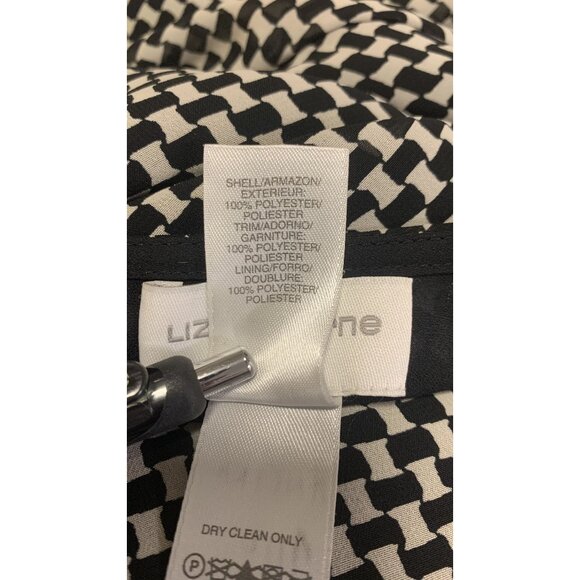 SHELL/ARMAZON/
EXTERIEUR:
100% POLYESTER/
POLIESTER
TRIM/ADORNO/
GARNITURE:
100% POLYESTER/
POLIESTER
LINING/FORRO/
DOUBLURE:
100% POLYESTER/
POLIESTER
LIZ
DRY CLEAN ONLY
P